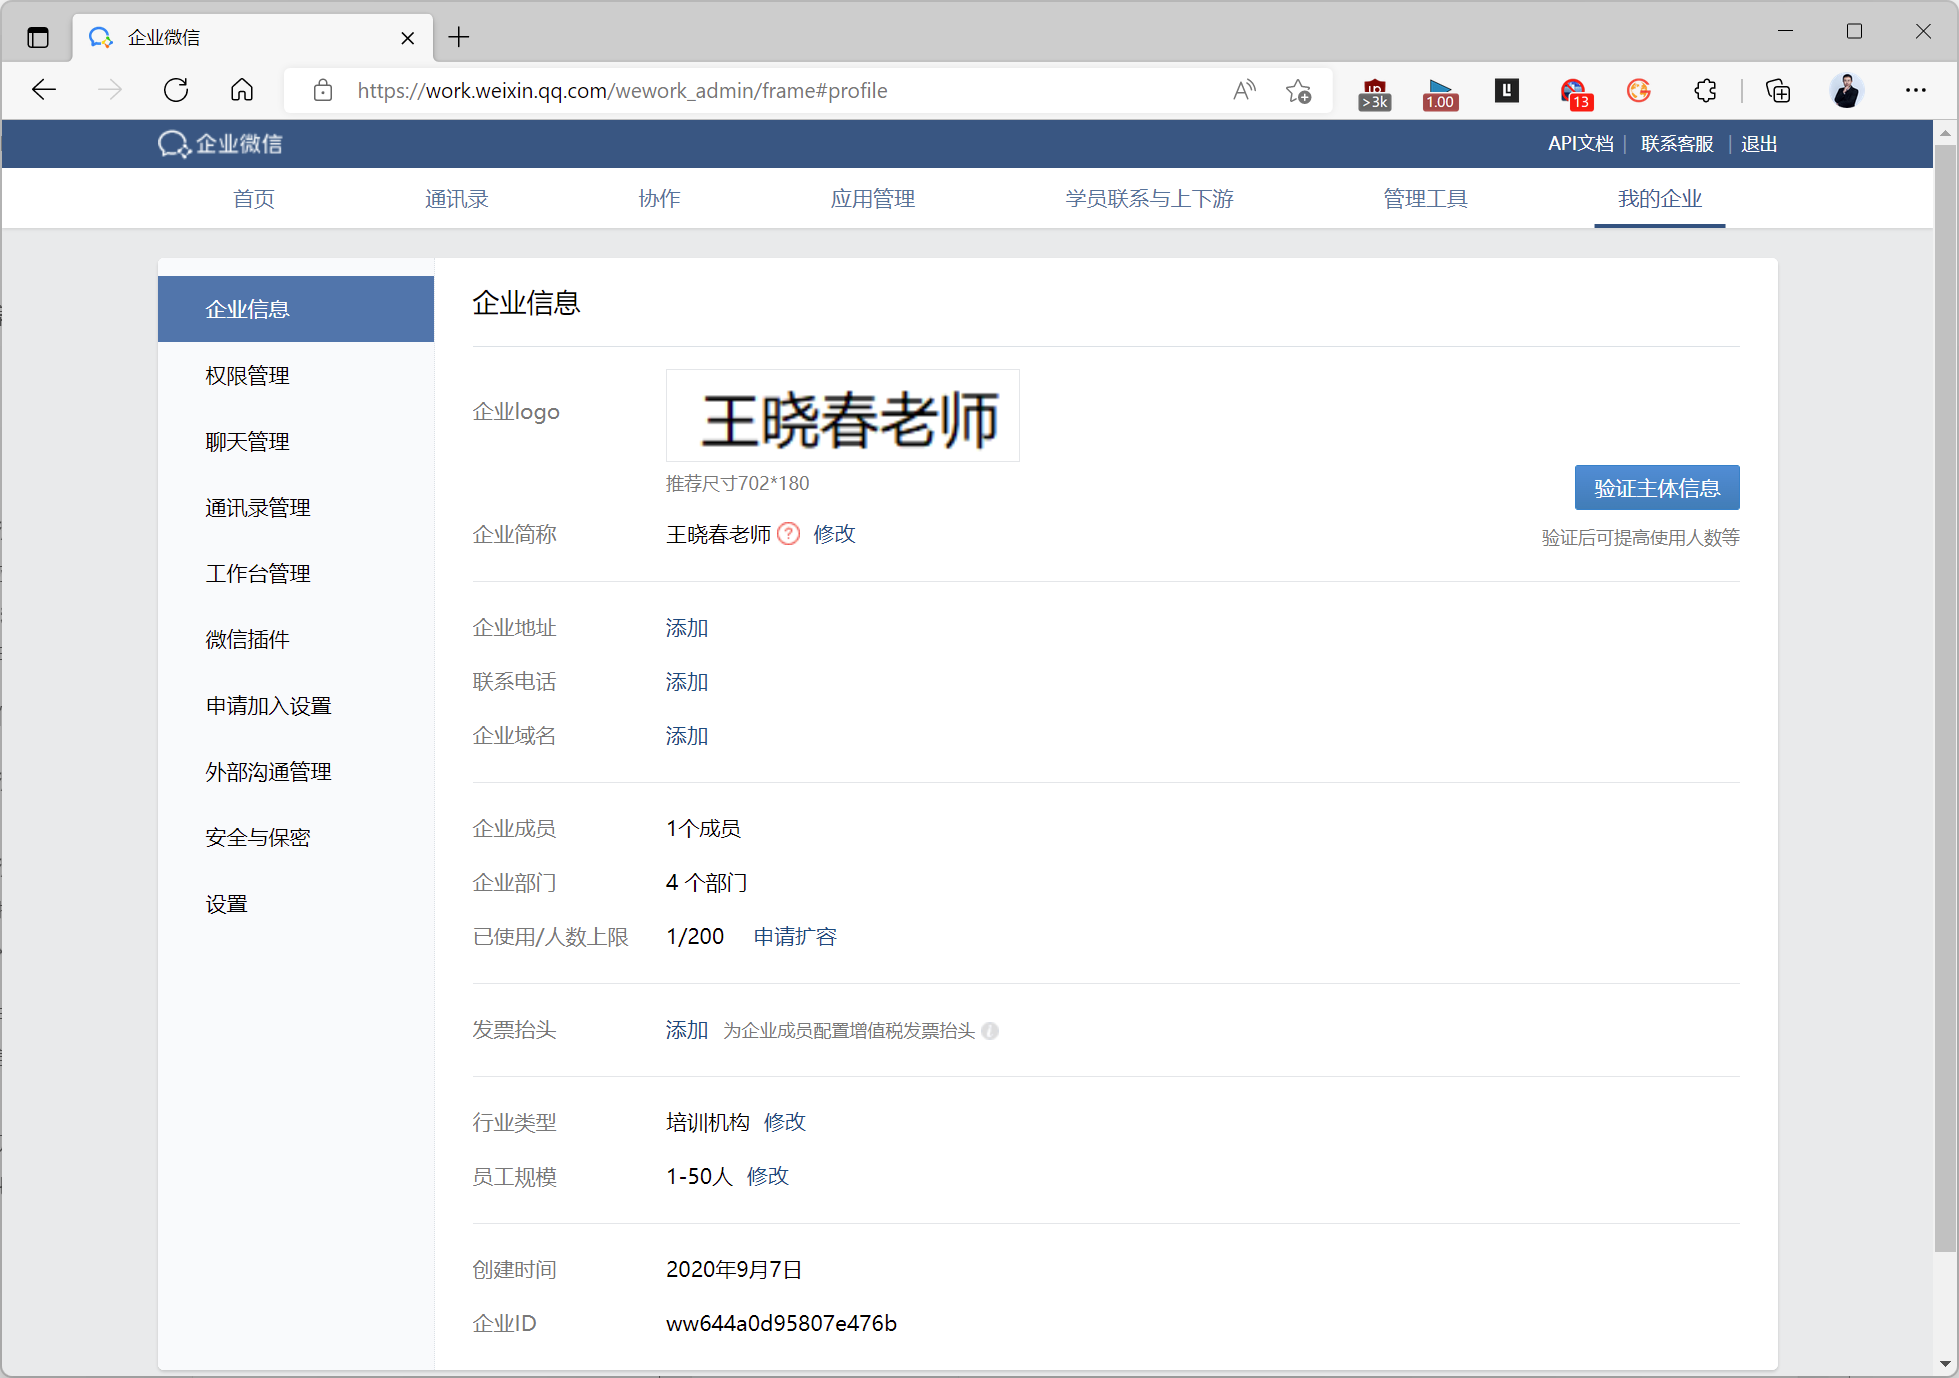 企业微信
https://work.weixin.qq.com/wework_admin/frame#profile
>3k
1.00
13
企业微信
API文档 | 联系客服 | 退出
首页 通讯录 协作 应用管理 学员联系与上下游 管理工具 我的企业
企业信息
权限管理
聊天管理
通讯录管理
工作台管理
微信插件
申请加入设置
外部沟通管理
安全与保密
设置
企业信息
企业logo
王晓春老师
推荐尺寸702*180
验证主体信息
企业简称 王晓春老师 ? 修改
验证后可提高使用人数等
企业地址 添加
联系电话 添加
企业域名 添加
企业成员 1个成员
企业部门 4 个部门
已使用/人数上限 1/200 申请扩容
发票抬头 添加 为企业成员配置增值税发票抬头
行业类型 培训机构 修改
员工规模 1-50人 修改
创建时间 2020年9月7日
企业ID ww644a0d95807e476b